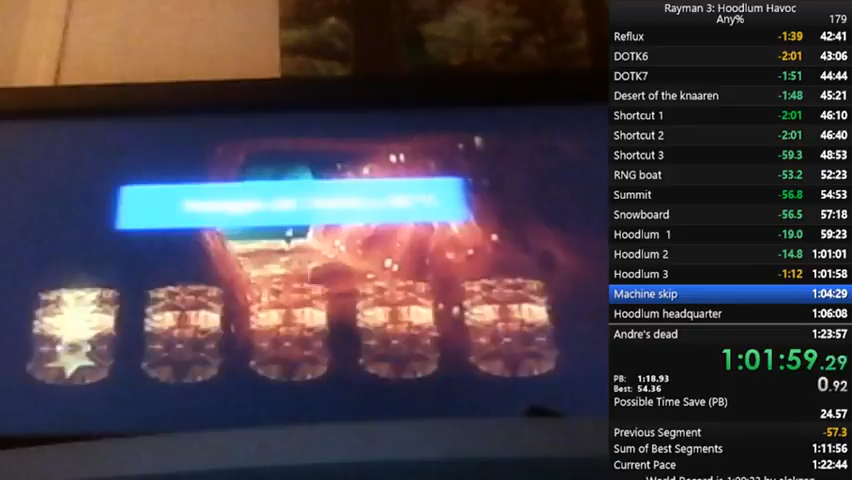 Rayman 3: Hoodlum Havoc
Any% 179
Reflux -1:39 42:41
DOTK6 -2:01 43:06
DOTK7 -1:51 44:44
Desert of the knaaren -1:48 45:21
Shortcut 1 -2:01 46:10
Shortcut 2 -2:01 46:40
Shortcut 3 -59.3 48:53
RNG boat -53.2 52:23
Summit -56.8 54:53
Snowboard -56.5 57:18
Hoodlum 1 -19.0 59:23
Hoodlum 2 -14.8 1:01:01
Hoodlum 3 -1:12 1:01:58
Machine skip 1:04:29
Hoodlum headquarter 1:06:08
Andre's dead 1:23:57
1:01:59.29
PB: 1:18.93
Best: 54.36 0.92
Possible Time Save (PB)
24.57
Previous Segment -57.3
Sum of Best Segments 1:11:56
Current Pace 1:22:44